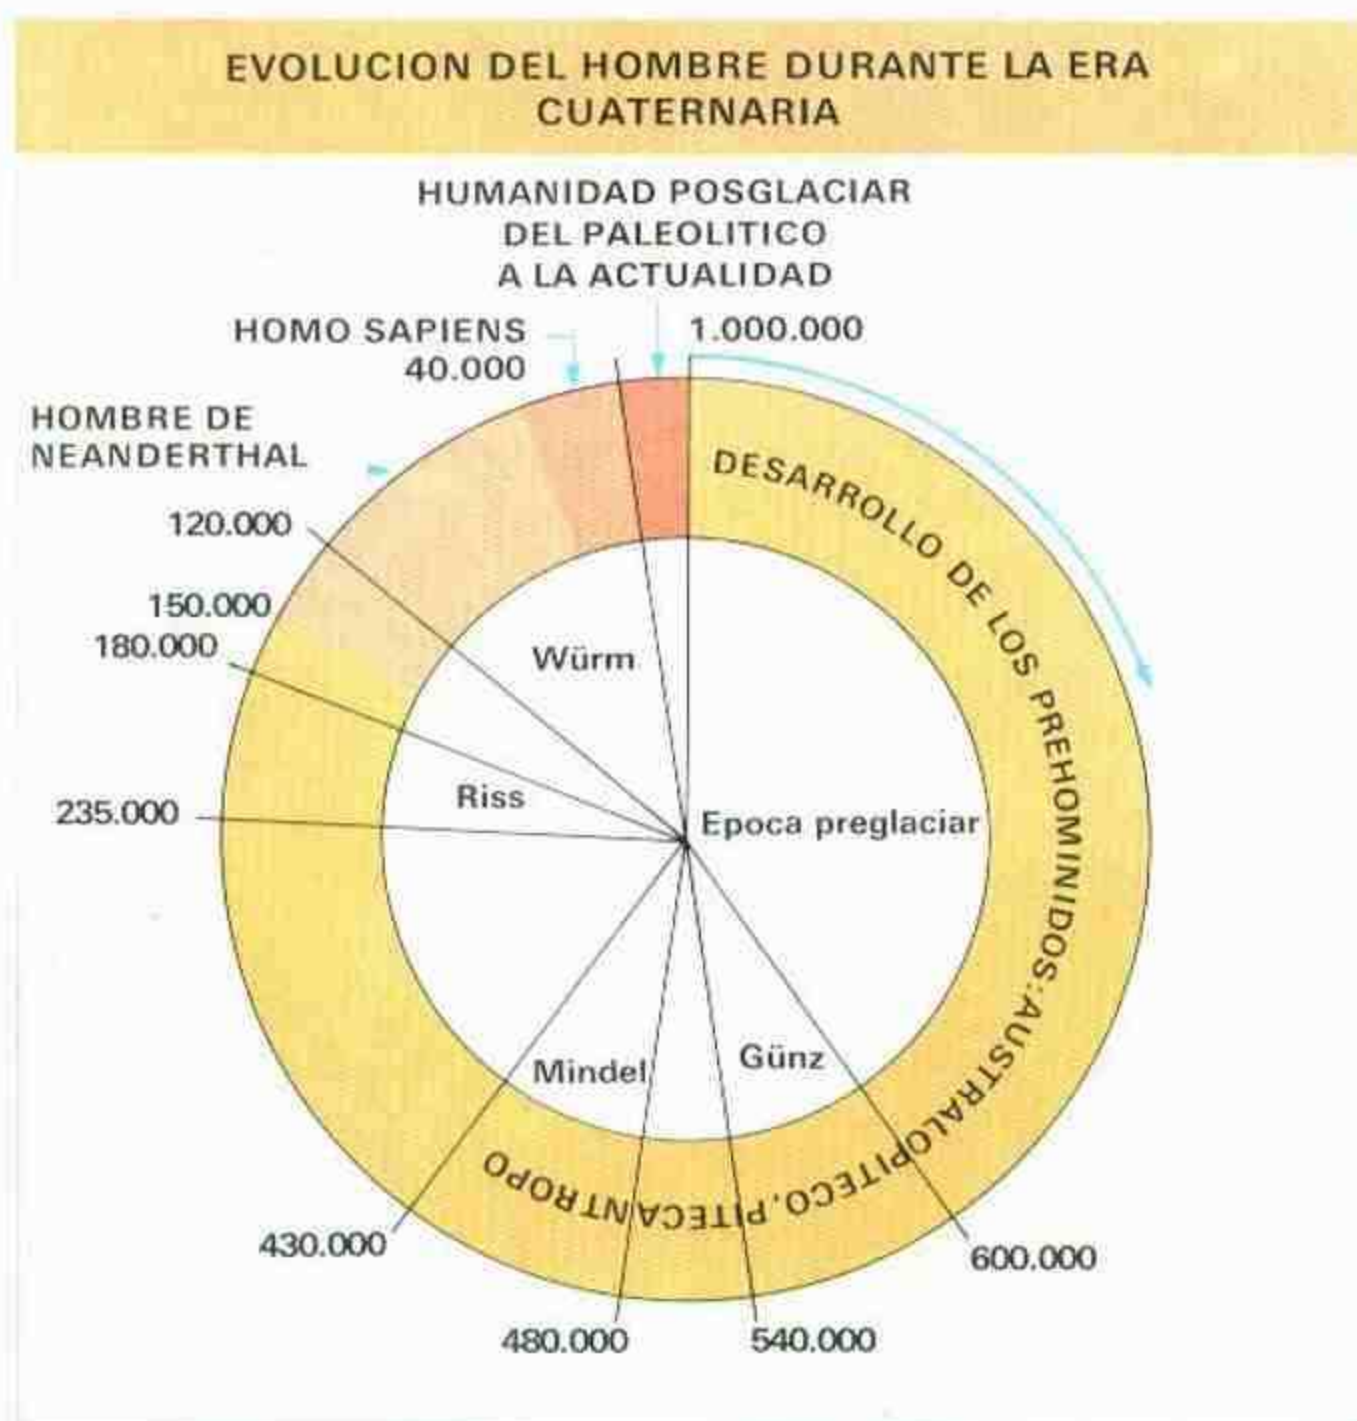 EVOLUCION DEL HOMBRE DURANTE LA ERA
CUATERNARIA
HUMANIDAD POSGLACIAR
DEL PALEOLITICO
A LA ACTUALIDAD
HOMO SAPIENS
40.000
1.000.000
HOMBRE DE
NEANDERTHAL
120.000
150.000
180.000
235.000
430.000
480.000
540.000
600.000
DESARROLLO DE LOS PREHOMINIDOS: AUSTRALOPITECO, PITECANTROPO
Würm
Riss
Epoca preglaciar
Mindel
Günz